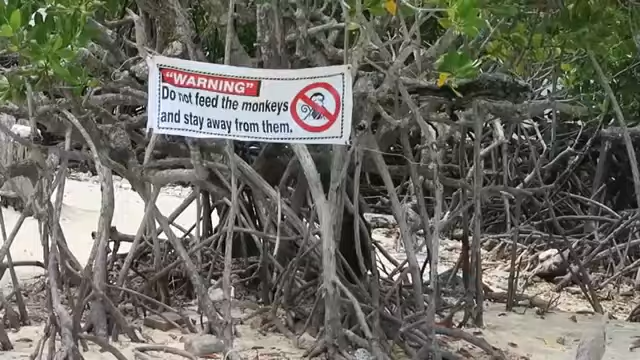 "WARNING"
Do not feed the monkeys
and stay away from them.